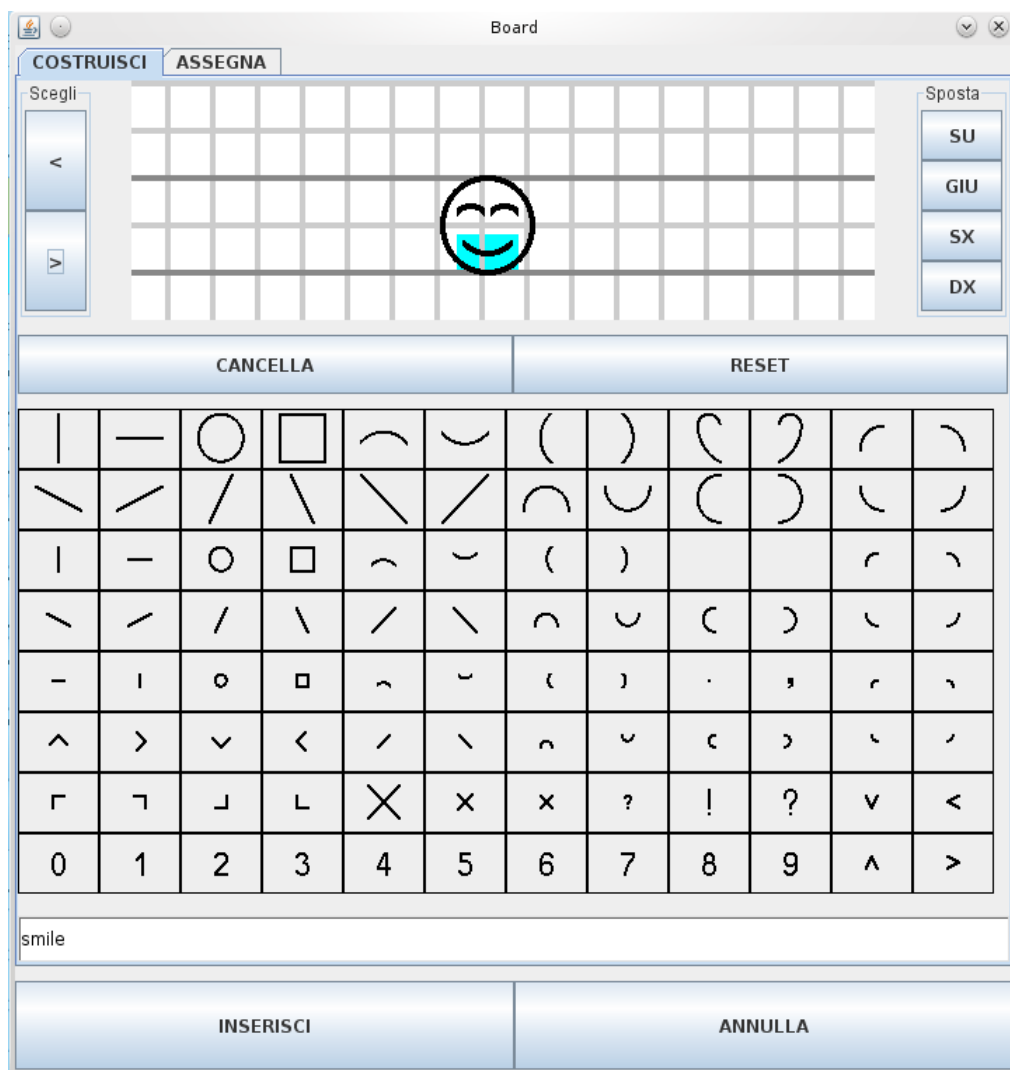 Board
COSTRUISCI ASSEGNA
Scegli Sposta
SU
<
GIU
SX
>
DX
CANCELLA RESET
? ! ? v <
0 1 2 3 4 5 6 7 8 9 ^ >
smile
INSERISCI ANNULLA